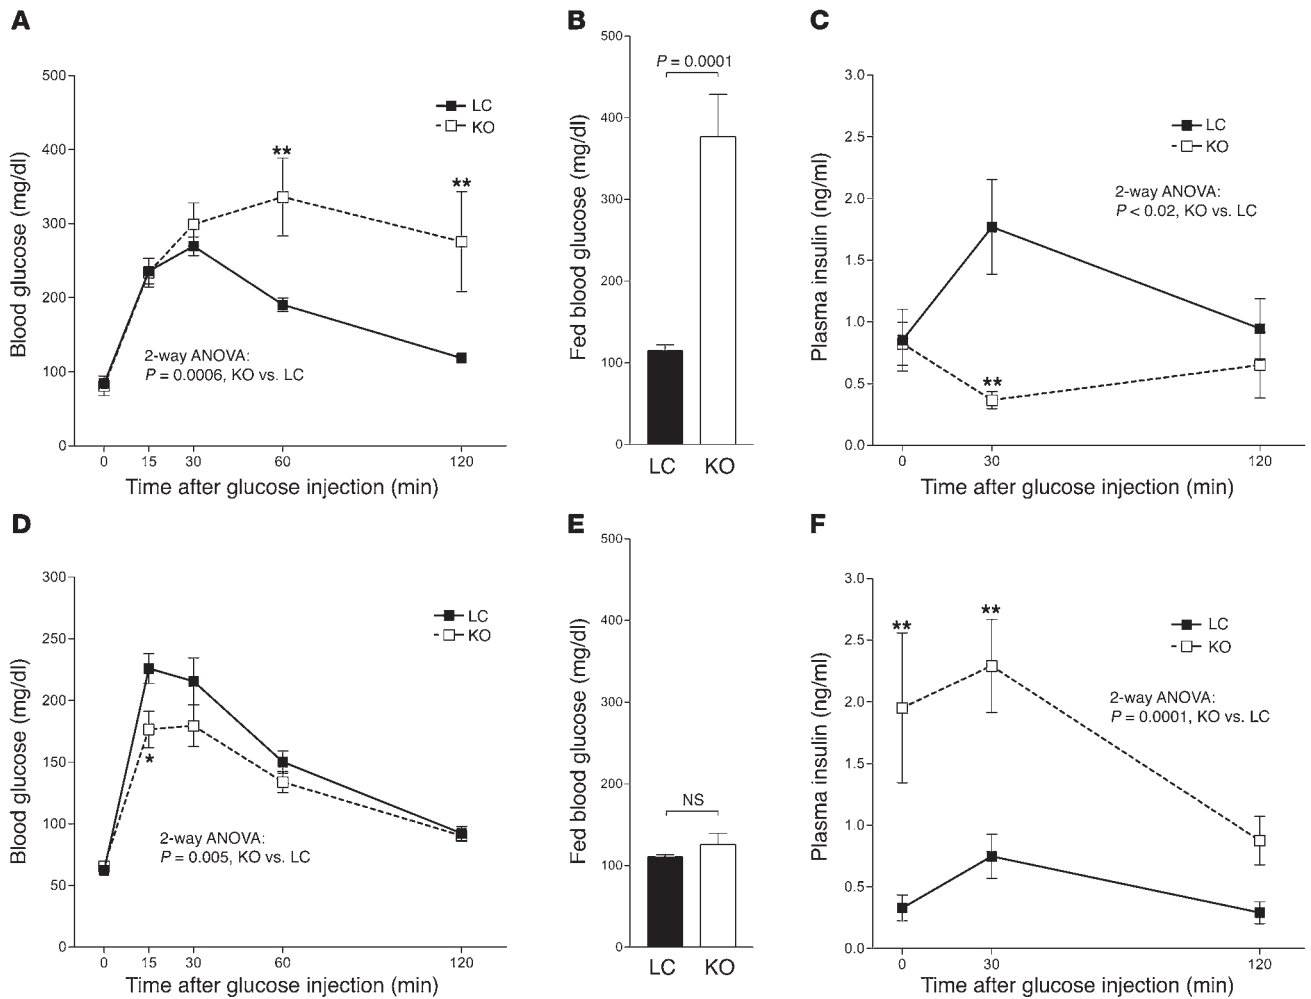 A
Blood glucose (mg/dl)
500
400
300
200
100
0
LC
KO
**
**
2-way ANOVA:
P = 0.0006, KO vs. LC
0 15 30 60 120
Time after glucose injection (min)
B
Fed blood glucose (mg/dl)
500
400
300
200
100
0
P = 0.0001
LC KO
C
Plasma insulin (ng/ml)
3.0
2.5
2.0
1.5
1.0
0.5
0.0
LC
KO
2-way ANOVA:
P < 0.02, KO vs. LC
**
0 30 120
Time after glucose injection (min)
D
Blood glucose (mg/dl)
300
250
200
150
100
50
0
LC
KO
*
2-way ANOVA:
P = 0.005, KO vs. LC
0 15 30 60 120
Time after glucose injection (min)
E
Fed blood glucose (mg/dl)
500
400
300
200
100
0
NS
LC KO
F
Plasma insulin (ng/ml)
3.0
2.5
2.0
1.5
1.0
0.5
0.0
**
**
LC
KO
2-way ANOVA:
P = 0.0001, KO vs. LC
0 30 120
Time after glucose injection (min)